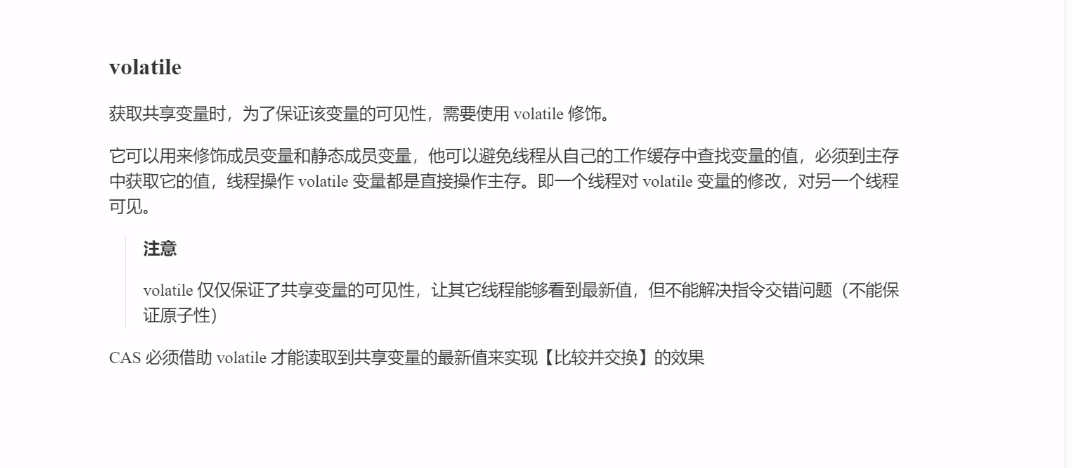 volatile
获取共享变量时，为了保证该变量的可见性，需要使用 volatile 修饰。
它可以用来修饰成员变量和静态成员变量，他可以避免线程从自己的工作缓存中查找变量的值，必须到主存
中获取它的值，线程操作 volatile 变量都是直接操作主存。即一个线程对 volatile 变量的修改，对另一个线程
可见。
注意
volatile 仅仅保证了共享变量的可见性，让其它线程能够看到最新值，但不能解决指令交错问题（不能保
证原子性）
CAS 必须借助 volatile 才能读取到共享变量的最新值来实现【比较并交换】的效果